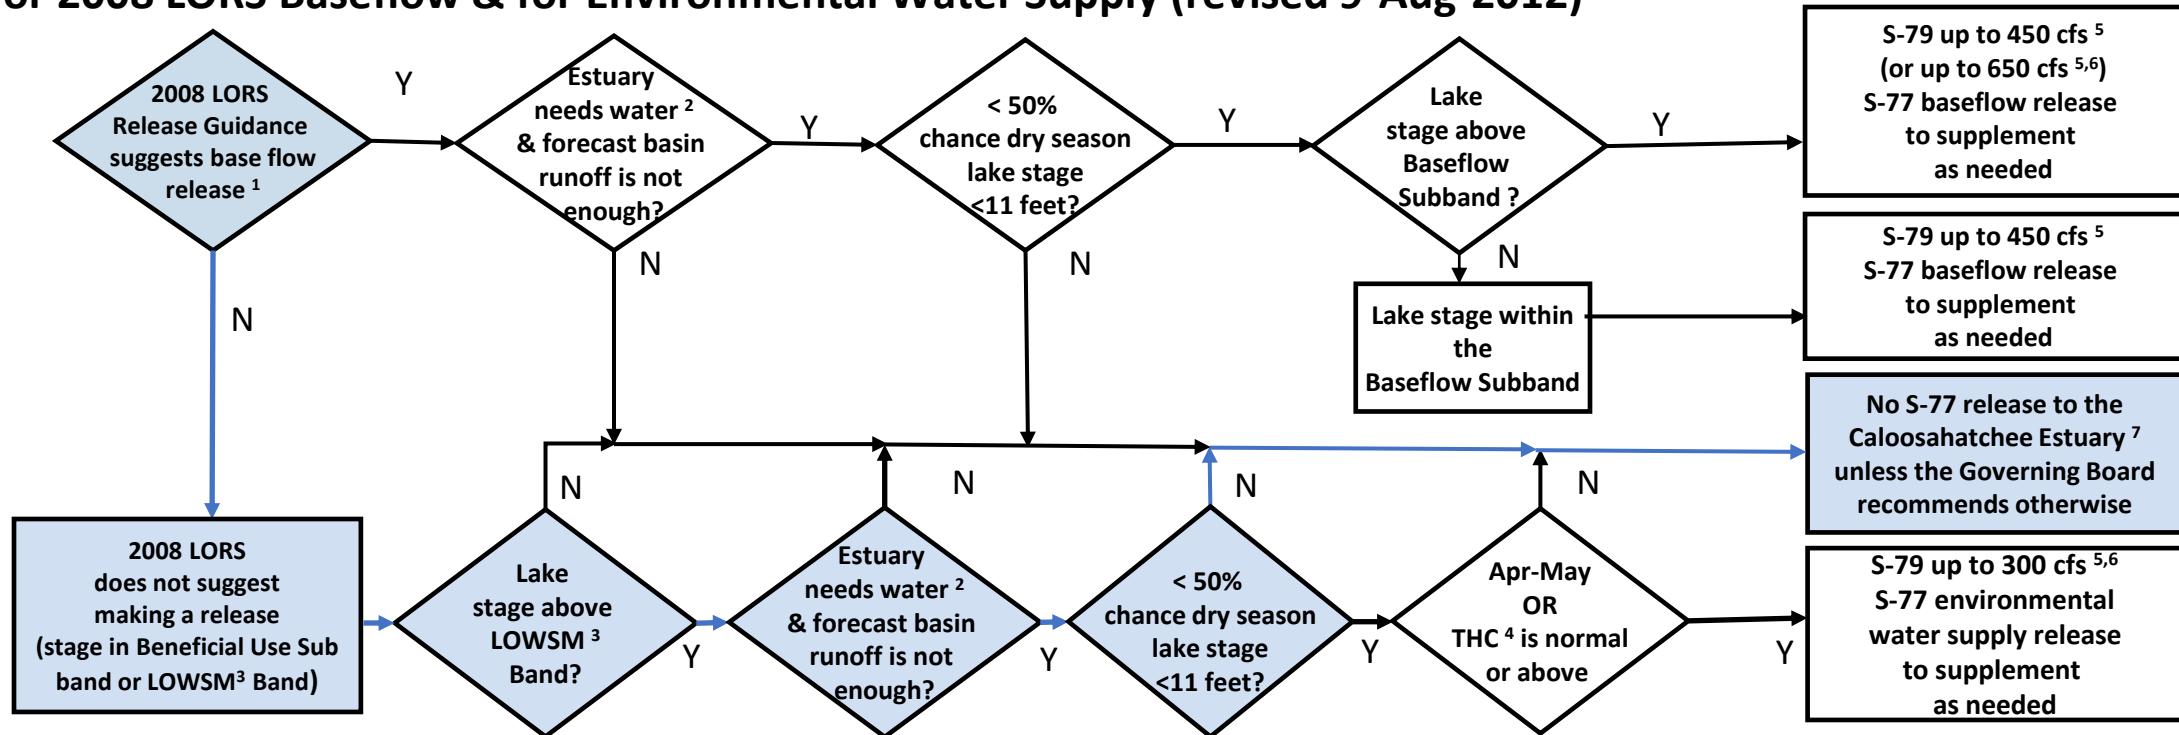 or 2008 LORS Baseflow & for Environmental Water Supply (revised 9-Aug-2012)
2008 LORS
Release Guidance
suggests base flow
release 1
Y
N
Estuary
needs water 2
& forecast basin
runoff is not
enough?
Y
N
< 50%
chance dry season
lake stage
<11 feet?
Y
N
Lake
stage above
Baseflow
Subband ?
Y
N
Lake stage within
the
Baseflow Subband
S-79 up to 450 cfs 5
(or up to 650 cfs 5,6)
S-77 baseflow release
to supplement
as needed
S-79 up to 450 cfs 5
S-77 baseflow release
to supplement
as needed
No S-77 release to the
Caloosahatchee Estuary 7
unless the Governing Board
recommends otherwise
2008 LORS
does not suggest
making a release
(stage in Beneficial Use Sub
band or LOWSM3 Band)
Lake
stage above
LOWSM 3
Band?
N
Y
Estuary
needs water 2
& forecast basin
runoff is not
enough?
N
Y
< 50%
chance dry season
lake stage
<11 feet?
N
Y
Apr-May
OR
THC 4 is normal
or above
N
Y
S-79 up to 300 cfs 5,6
S-77 environmental
water supply release
to supplement
as needed